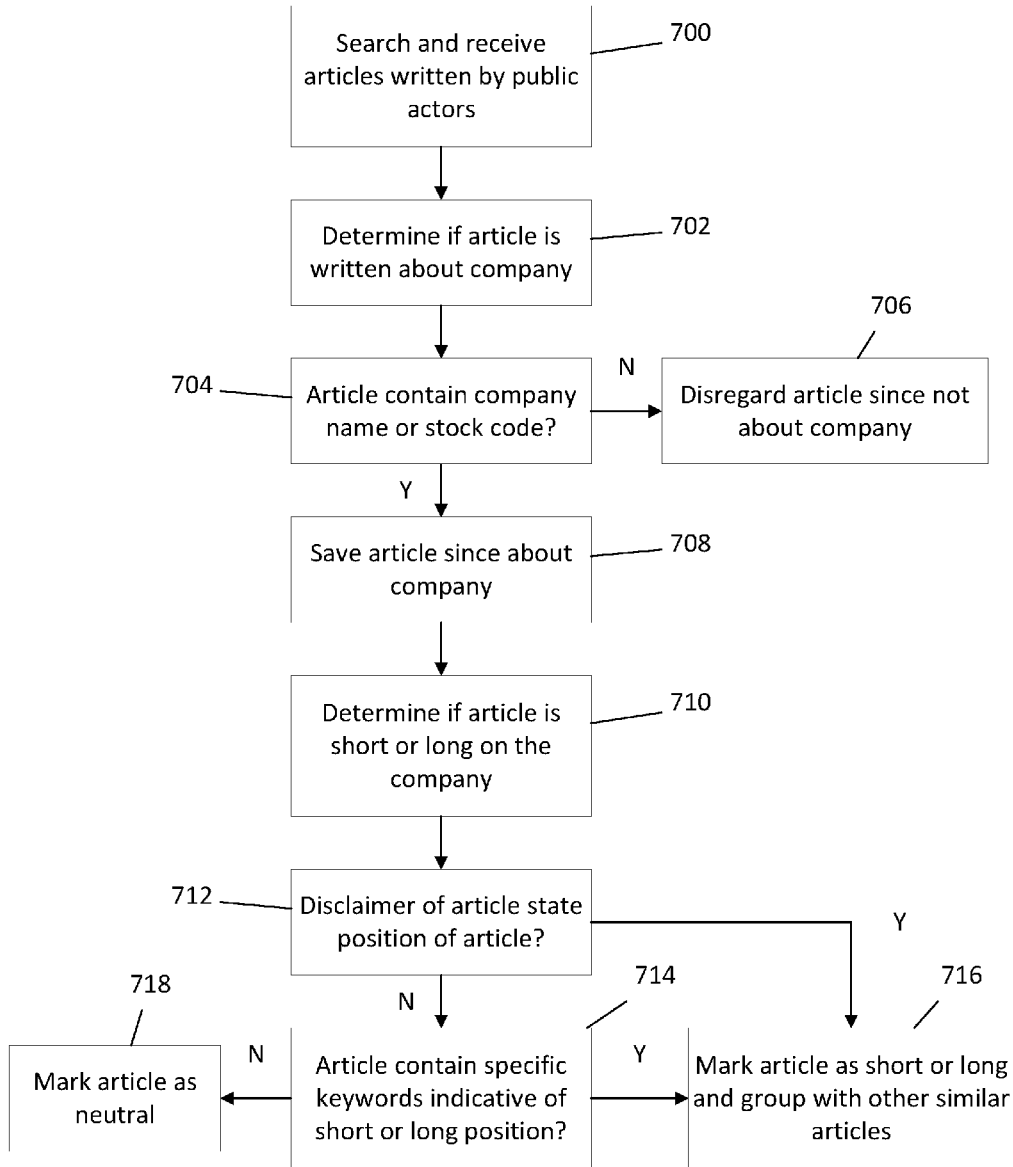 Search and receive
articles written by public
actors
700
Determine if article is
written about company
702
704
Article contain company
name or stock code?
N
706
Disregard article since not
about company
Y
Save article since about
company
708
Determine if article is
short or long on the
company
710
712
Disclaimer of article state
position of article?
Y
N
718
Mark article as
neutral
N
714
Article contain specific
keywords indicative of
short or long position?
Y
716
Mark article as short or long
and group with other similar
articles